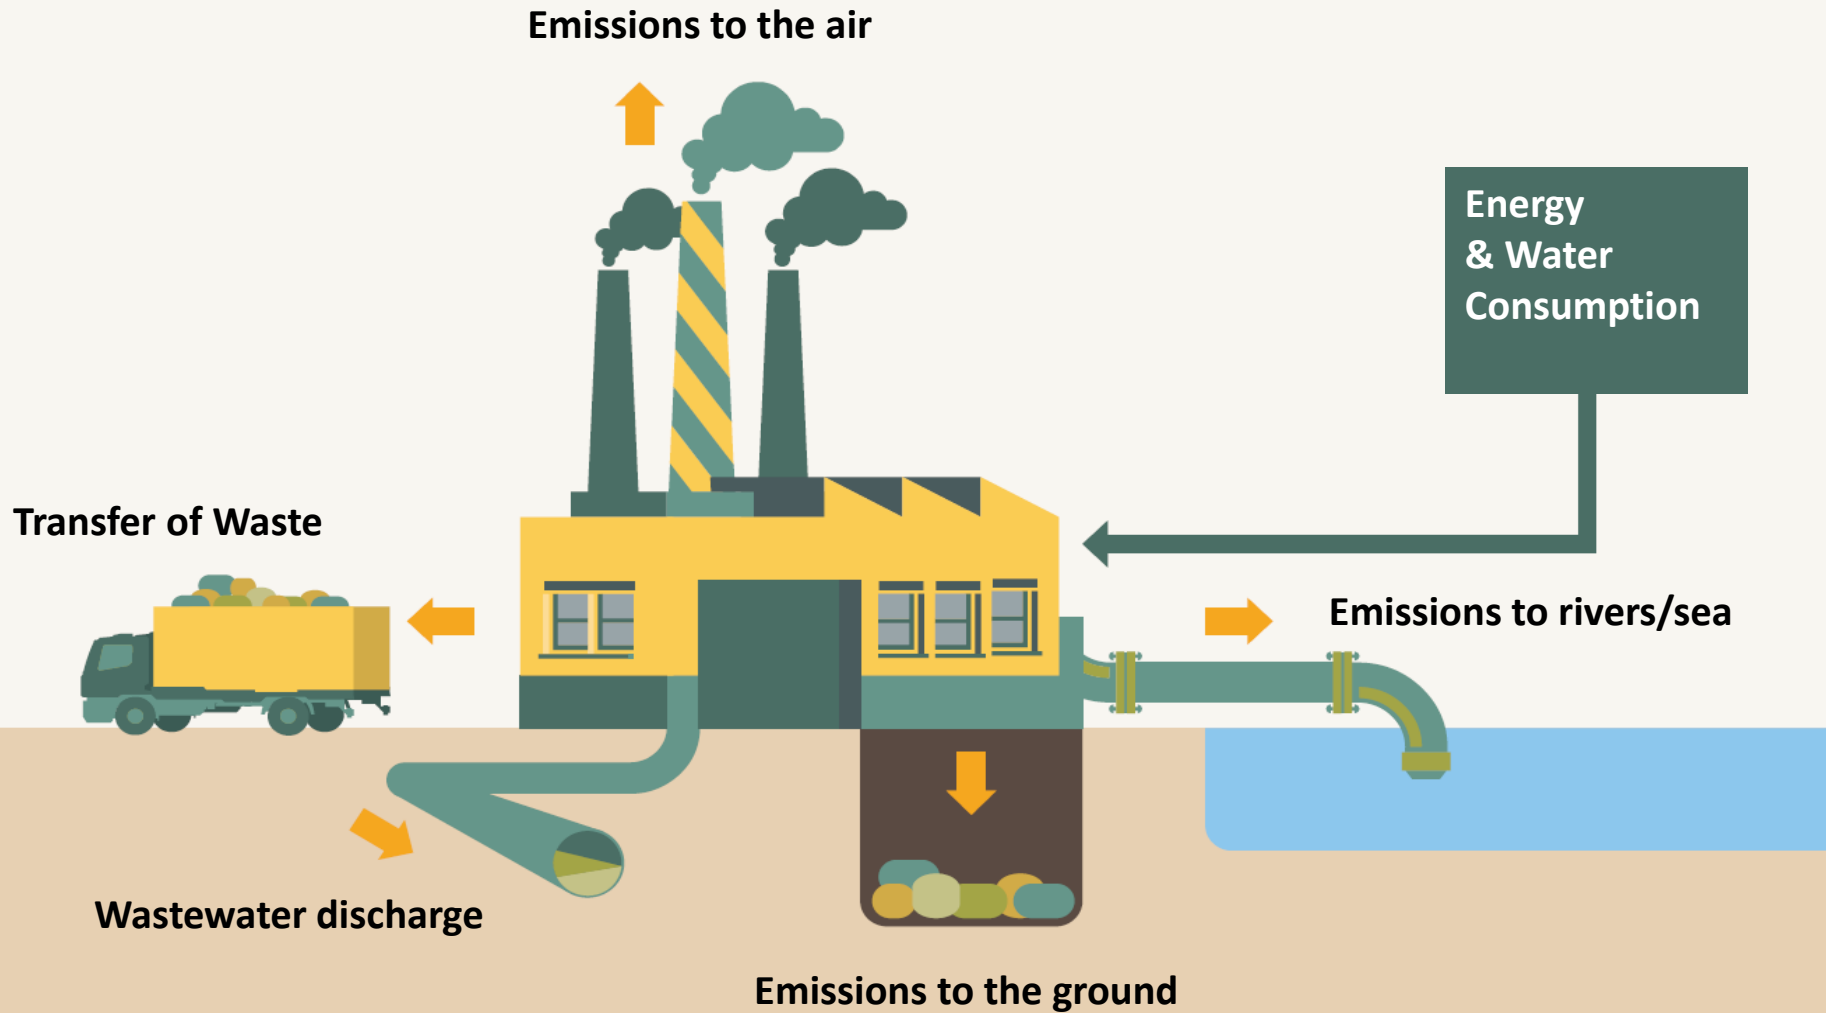 Emissions to the air
Energy
& Water
Consumption
Transfer of Waste
Emissions to rivers/sea
Wastewater discharge
Emissions to the ground